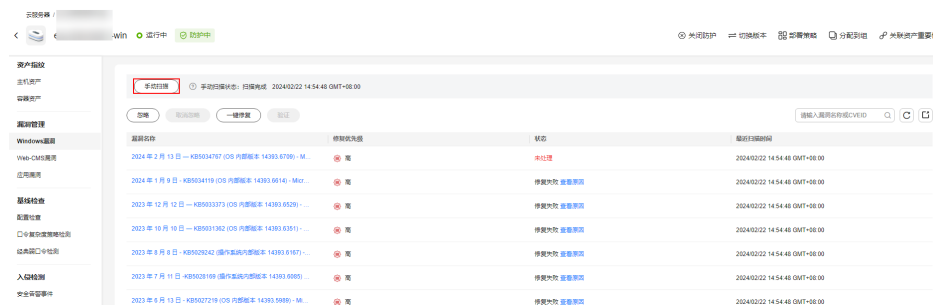 云服务器 /
-win 运行中 防护中 关闭防护 切换版本 部署策略 分配到组 关联资产重要
资产指纹
主机资产
容器资产
漏洞管理
Windows漏洞
Web-CMS漏洞
应用漏洞
基线检查
配置检查
口令复杂度策略检测
经典弱口令检测
入侵检测
安全告警事件
手动扫描 手动扫描状态：扫描完成 2024/02/22 14:54:48 GMT+08:00
忽略 取消忽略 一键修复 验证 请输入漏洞名称或CVEID
漏洞名称 修复优先级 状态 最近扫描时间
2024 年 2 月 13 日 — KB5034767 (OS 内部版本 14393.6709) - M... 高 未处理 2024/02/22 14:54:48 GMT+08:00
2024 年 1 月 9 日 - KB5034119 (OS 内部版本 14393.6614) - Micr... 高 修复失败 查看原因 2024/02/22 14:54:48 GMT+08:00
2023 年 12 月 12 日 — KB5033373 (OS 内部版本 14393.6529) - ... 高 修复失败 查看原因 2024/02/22 14:54:48 GMT+08:00
2023 年 10 月 10 日 — KB5031362 (OS 内部版本 14393.6351) - ... 高 修复失败 查看原因 2024/02/22 14:54:48 GMT+08:00
2023 年 8 月 8 日 - KB5029242 (操作系统内部版本 14393.6167) - ... 高 修复失败 查看原因 2024/02/22 14:54:48 GMT+08:00
2023 年 7 月 11 日 -KB5028169 (操作系统内部版本 14393.6085) ... 高 修复失败 查看原因 2024/02/22 14:54:48 GMT+08:00
2023 年 6 月 13 日 - KB5027219 (OS 内部版本 14393.5989) - Mi... 高 修复失败 查看原因 2024/02/22 14:54:48 GMT+08:00